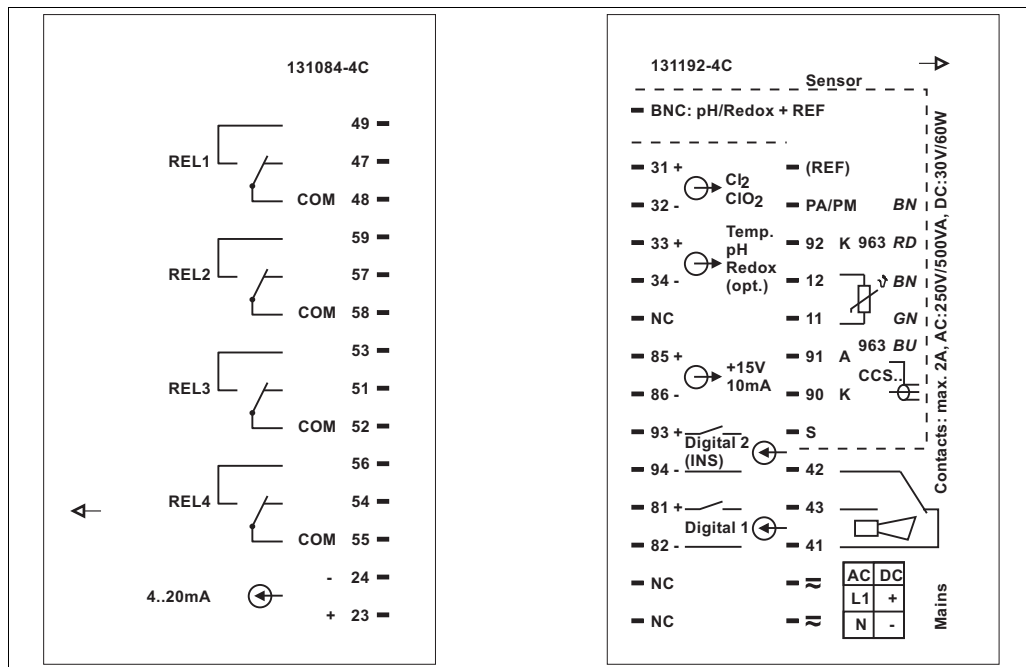 131084-4C
49
REL1 47
COM 48
59
REL2 57
COM 58
53
REL3 51
COM 52
56
REL4 54
COM 55
- 24
4..20mA
+ 23
131192-4C
Sensor
BNC: pH/Redox + REF
31 + (REF)
Cl2
ClO2
32 - PA/PM BN
Temp.
33 + 92 K 963 RD
pH
Redox
34 - 12 BN
(opt.)
NC 11 GN
963 BU
85 + 91 A
+15V
10mA
CCS..
86 - 90 K
93 + S
Digital 2
(INS)
94 - 42
81 + 43
Digital 1
82 - 41
NC AC DC
L1 +
NC N -
Contacts: max. 2A, AC:250V/500VA, DC:30V/60W
Mains